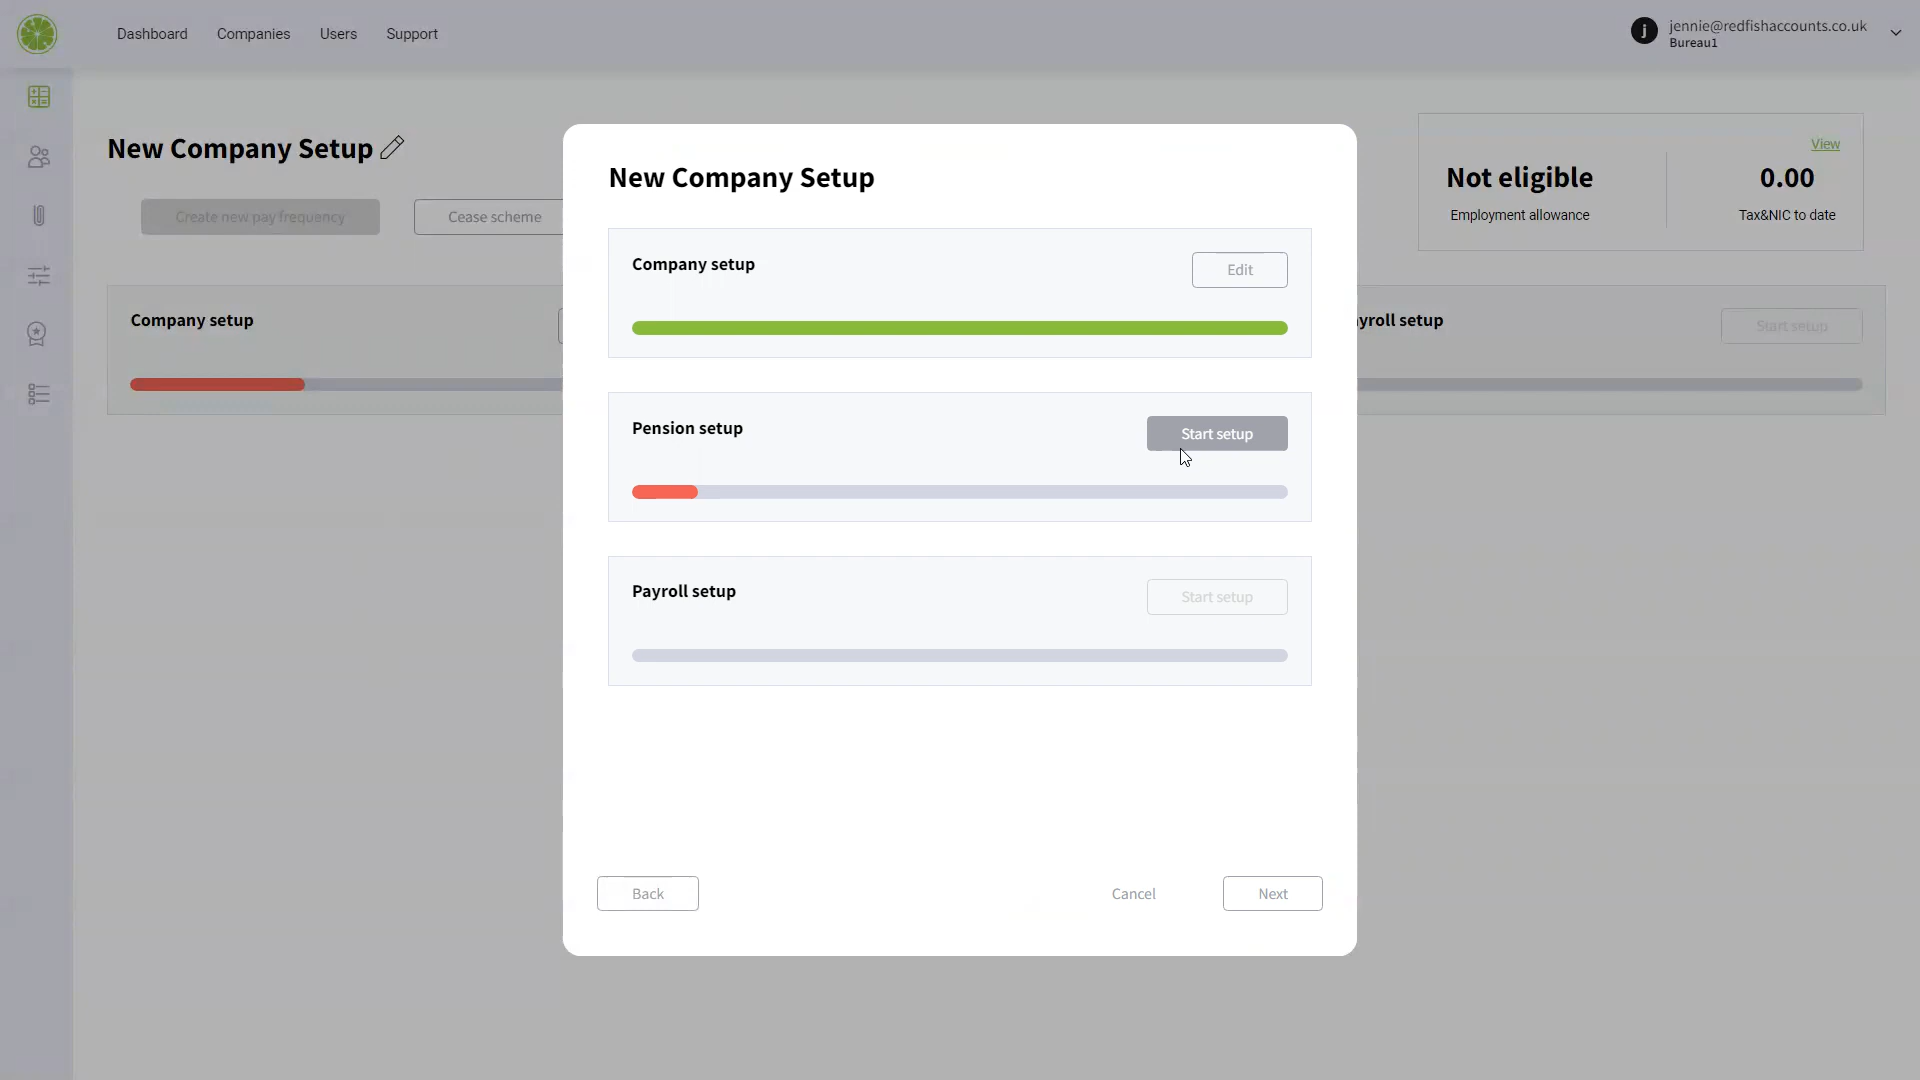 Dashboard
Companies
Users
Support
j
jennie@redfishaccounts.co.uk
Bureau1
New Company Setup
Create new pay frequency
Cease scheme
View
Not eligible
Employment allowance
0.00
Tax&NIC to date
Company setup
yroll setup
Start setup
New Company Setup
Company setup
Edit
Pension setup
Start setup
Payroll setup
Start setup
Back
Cancel
Next